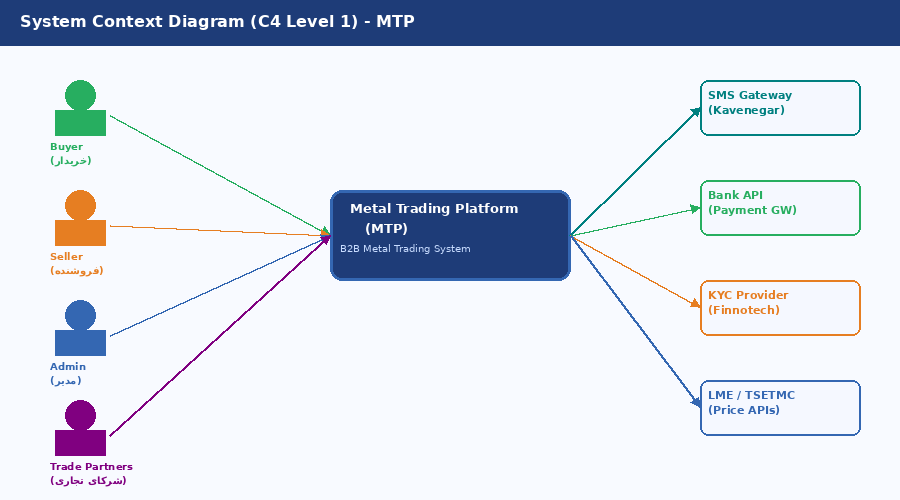 System Context Diagram (C4 Level 1) - MTP
Buyer
(خریدار)
Seller
(فروشنده)
Admin
(مدیر)
Trade Partners
(شرکای تجاری)
Metal Trading Platform
(MTP)
B2B Metal Trading System
SMS Gateway
(Kavenegar)
Bank API
(Payment GW)
KYC Provider
(Finnotech)
LME / TSETMC
(Price APIs)